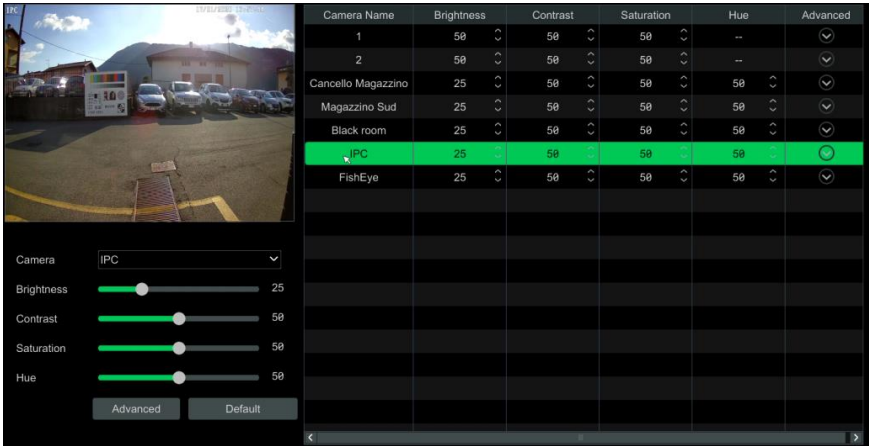 IPC
Camera Name Brightness Contrast Saturation Hue Advanced
1 50 50 50 --
2 50 50 50 --
Cancello Magazzino 25 50 50 50
Magazzino Sud 25 50 50 50
Black room 25 50 50 50
IPC 25 50 50 50
FishEye 25 50 50 50
Camera IPC
Brightness 25
Contrast 50
Saturation 50
Hue 50
Advanced Default